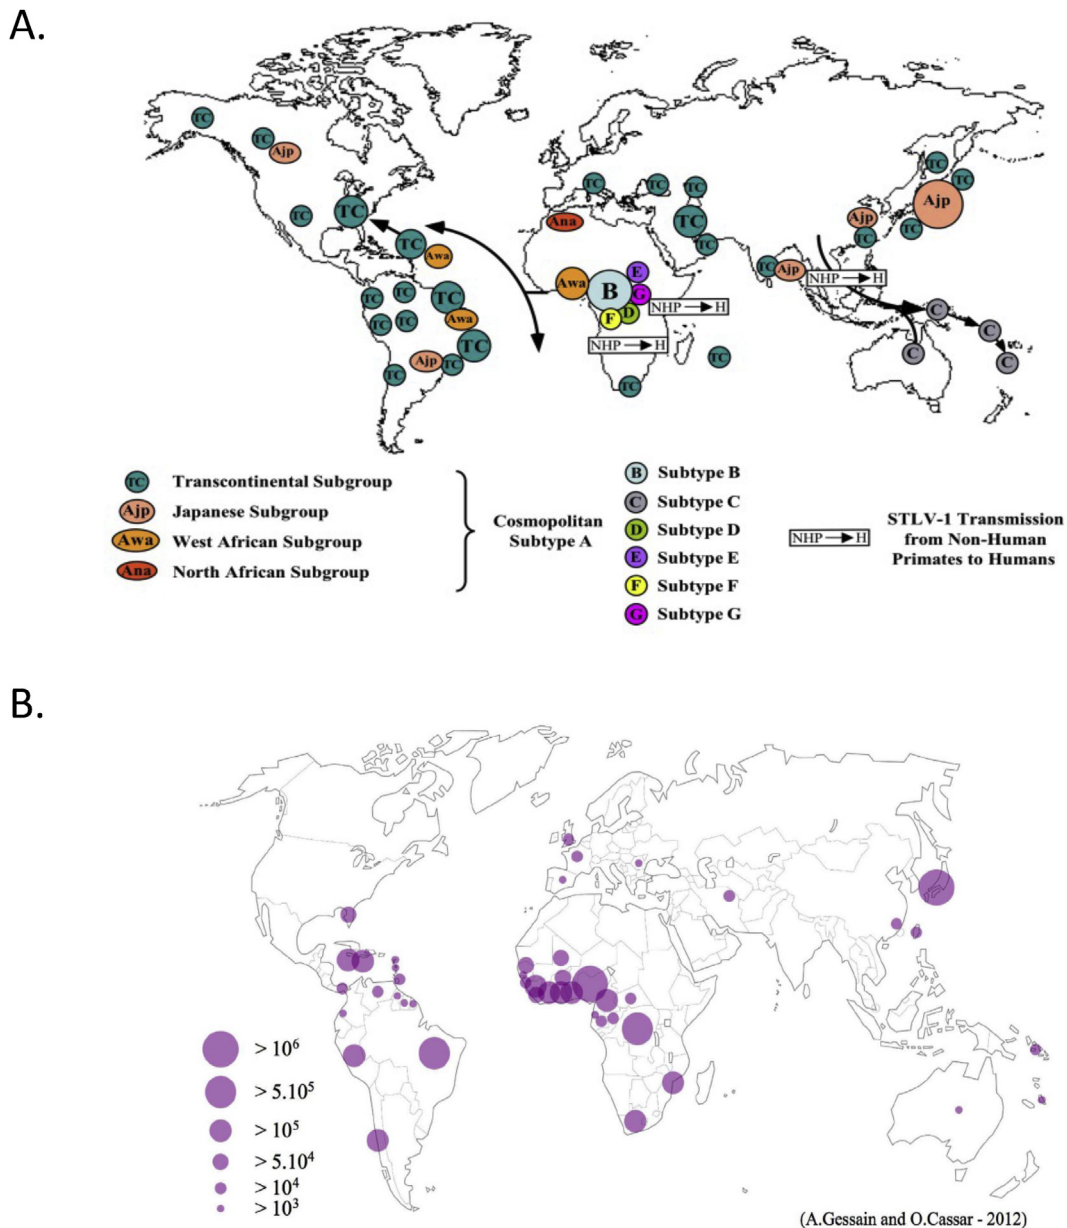 A.
TC
TC
Ajp
TC
TC
TC
Awa
TC
TC
TC
TC
Awa
TC
TC
TC
Ajp
TC
TC
Ana
Awa
B
E
G
D
F
NHP → H
NHP → H
TC
TC
TC
TC
TC
TC
TC
TC
TC
Ajp
Ajp
TC
TC
TC
Ajp
NHP → H
C
C
C
C
TC Transcontinental Subgroup
Ajp Japanese Subgroup
Awa West African Subgroup
Ana North African Subgroup
Cosmopolitan
Subtype A
B Subtype B
C Subtype C
D Subtype D
E Subtype E
F Subtype F
G Subtype G
NHP → H
STLV-1 Transmission
from Non-Human
Primates to Humans
B.
> 10⁶
> 5.10⁵
> 10⁵
> 5.10⁴
> 10⁴
> 10³
(A.Gessain and O.Cassar - 2012)